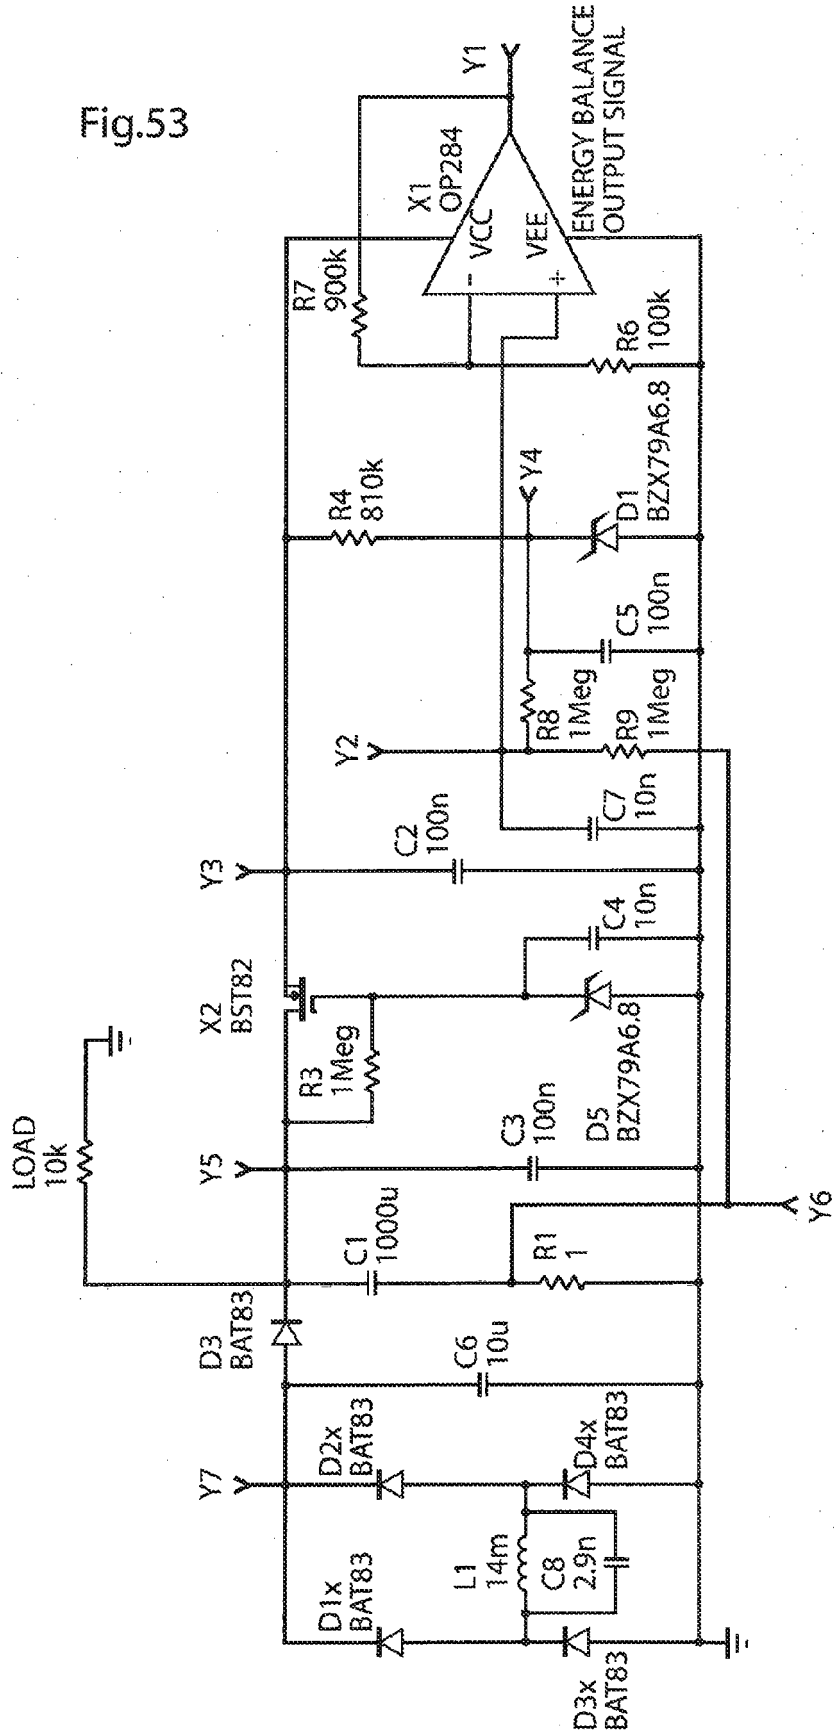 Fig.53
Y1
X1
OP284
VCC
VEE
-
+
ENERGY BALANCE
OUTPUT SIGNAL
R7
900k
R6
100k
R4
810k
Y4
D1
BZX79A6.8
C5
100n
R8
1Meg
R9
1Meg
Y2
C7
10n
C2
100n
Y3
C4
10n
X2
BST82
R3
1Meg
D5
BZX79A6.8
LOAD
10k
Y5
C3
100n
Y6
C1
1000u
R1
1
D3
BAT83
C6
10u
Y7
D2x
BAT83
D4x
BAT83
L1
14m
C8
2.9n
D1x
BAT83
D3x
BAT83